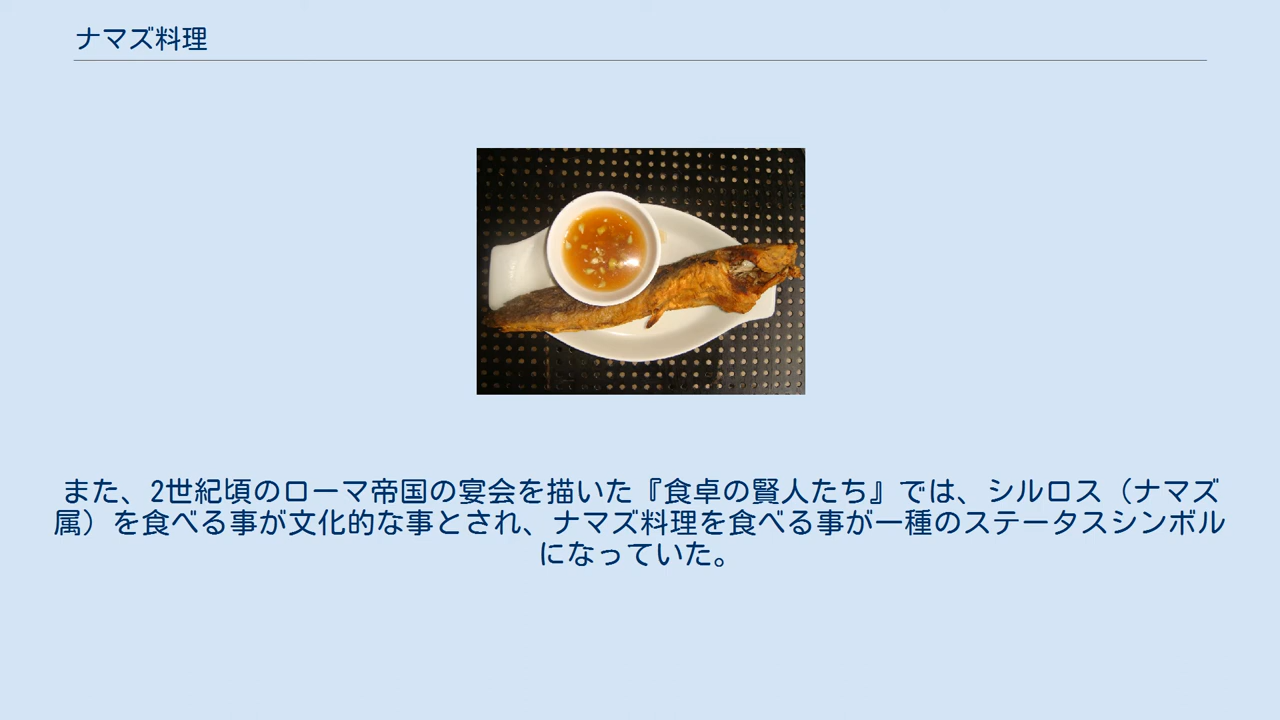 ナマズ料理
また、2世紀頃のローマ帝国の宴会を描いた『食卓の賢人たち』では、シルロス（ナマズ
属）を食べる事が文化的な事とされ、ナマズ料理を食べる事が一種のステータスシンボル
になっていた。